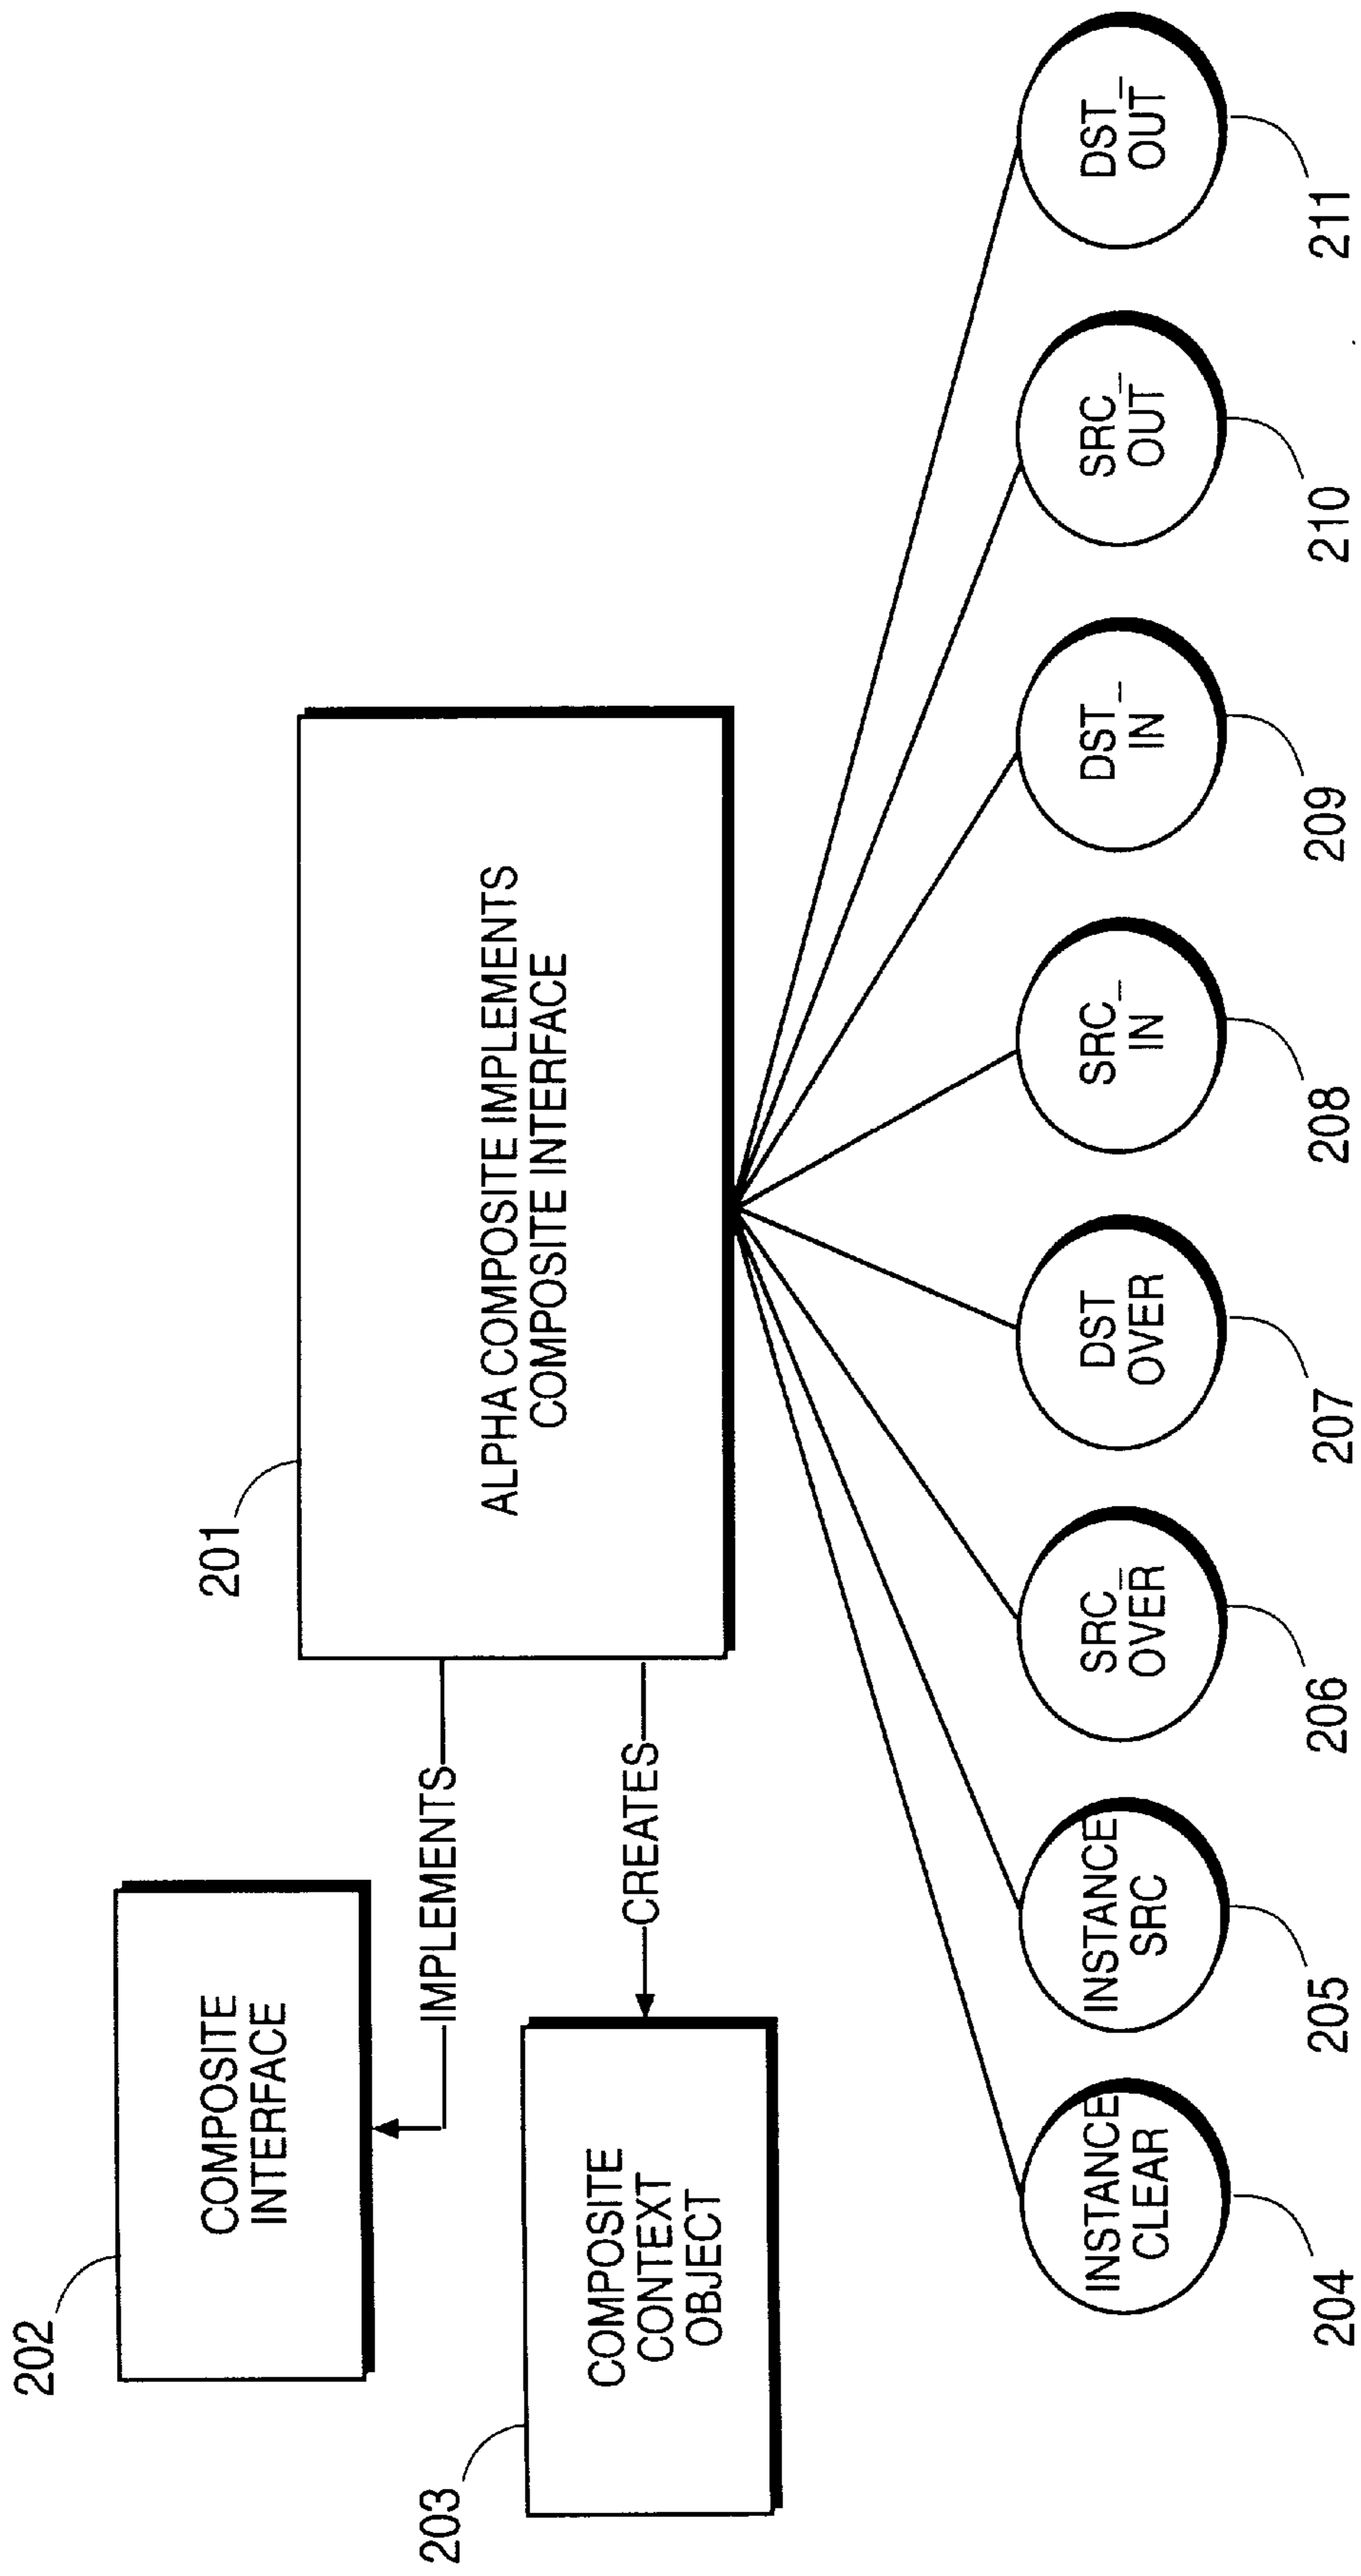 202
COMPOSITE
INTERFACE
201
ALPHA COMPOSITE IMPLEMENTS
COMPOSITE INTERFACE
IMPLEMENTS
203
COMPOSITE
CONTEXT
OBJECT
CREATES
INSTANCE
CLEAR
INSTANCE
SRC
SRC_
OVER
DST
OVER
SRC_
IN
DST_
IN
SRC_
OUT
DST_
OUT
204
205
206
207
208
209
210
211